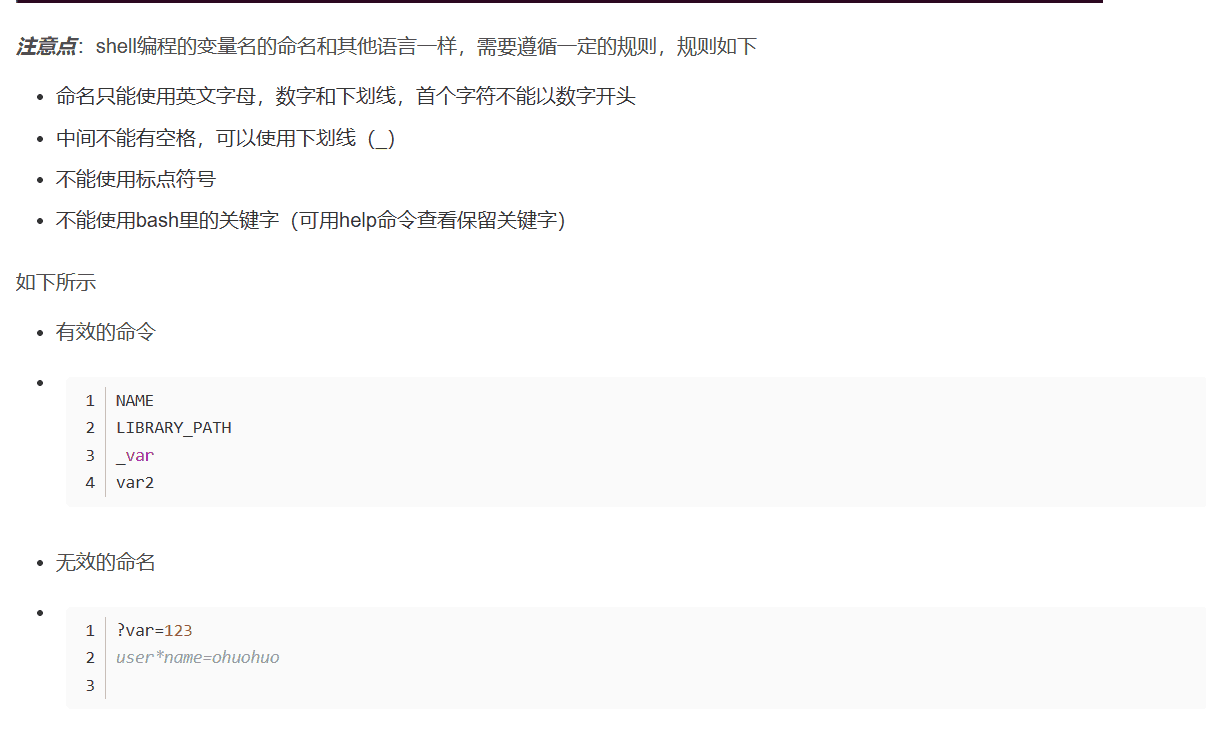 注意点：shell编程的变量名的命名和其他语言一样，需要遵循一定的规则，规则如下
命名只能使用英文字母，数字和下划线，首个字符不能以数字开头
中间不能有空格，可以使用下划线（_）
不能使用标点符号
不能使用bash里的关键字（可用help命令查看保留关键字）
如下所示
有效的命令
1 NAME
2 LIBRARY_PATH
3 _var
4 var2
无效的命名
1 ?var=123
2 user*name=ohuohuo
3